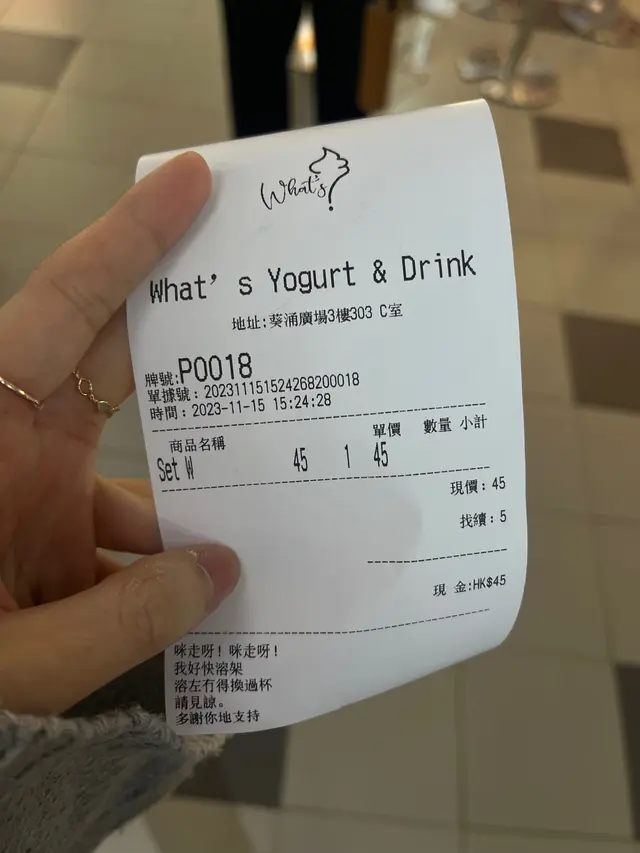 What's
What's Yogurt & Drink
地址:葵涌廣場3樓303 C室
牌號:P0018
單據號：202311151524268200018
時間：2023-11-15 15:24:28
商品名稱 單價 數量 小計
Set W 45 1 45
現價：45
找續：5
現 金:HK$45
咪走呀！咪走呀！
我好快溶架
溶左冇得換過杯
請見諒。
多謝你地支持